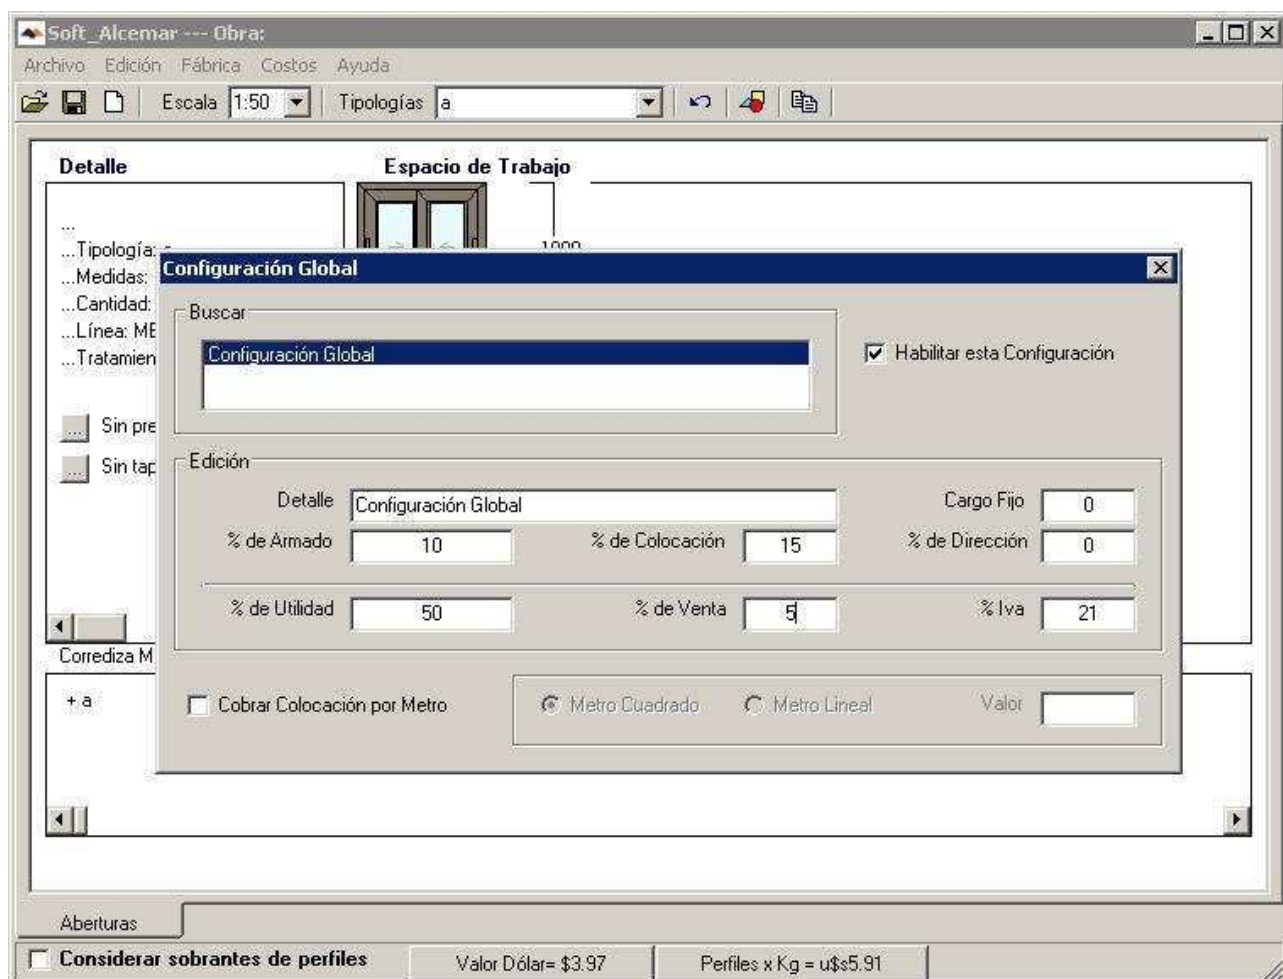 Soft_Alcemar --- Obra:
Archivo Edición Fábrica Costos Ayuda
Escala 1:50 Tipologías a
Detalle Espacio de Trabajo
...
...Tipología:
1000
...Medidas:
...Cantidad:
...Línea: ME
...Tratamien
... Sin pre
... Sin tap
Configuración Global
Buscar
Configuración Global
Habilitar esta Configuración
Edición
Detalle Configuración Global Cargo Fijo 0
% de Armado 10 % de Colocación 15 % de Dirección 0
% de Utilidad 50 % de Venta 5 % Iva 21
Cobrar Colocación por Metro Metro Cuadrado Metro Lineal Valor
Corrediza M
+ a
Aberturas
Considerar sobrantes de perfiles Valor Dólar= $3.97 Perfiles x Kg = u$s5.91